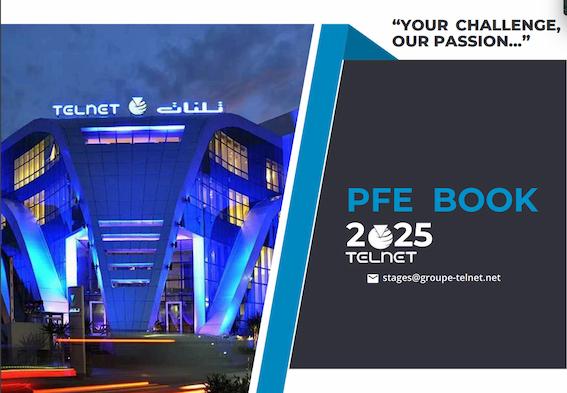 TELNET تلنات
“YOUR CHALLENGE,
OUR PASSION...”
PFE BOOK
2025
TELNET
stages@groupe-telnet.net